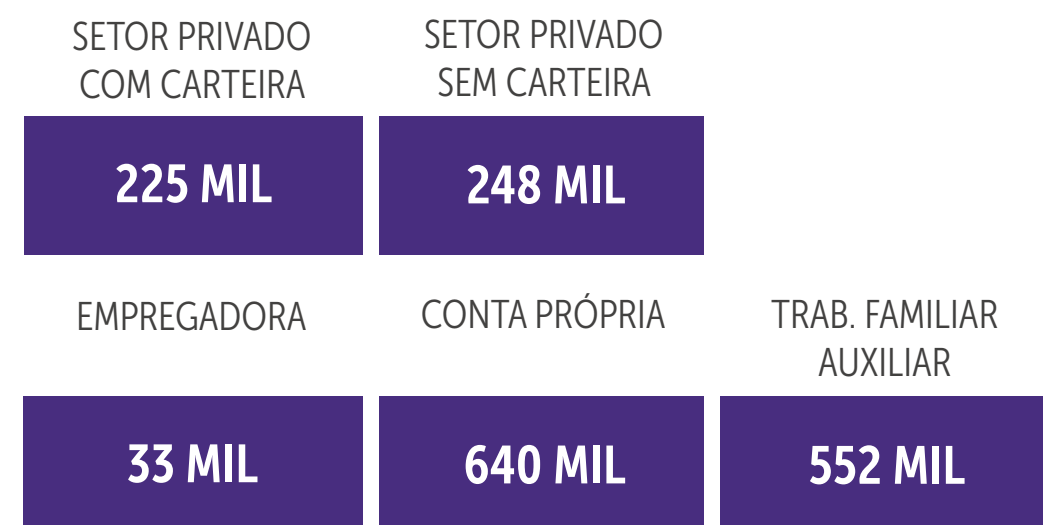 SETOR PRIVADO
COM CARTEIRA
SETOR PRIVADO
SEM CARTEIRA
225 MIL
248 MIL
EMPREGADORA
CONTA PRÓPRIA
TRAB. FAMILIAR
AUXILIAR
33 MIL
640 MIL
552 MIL